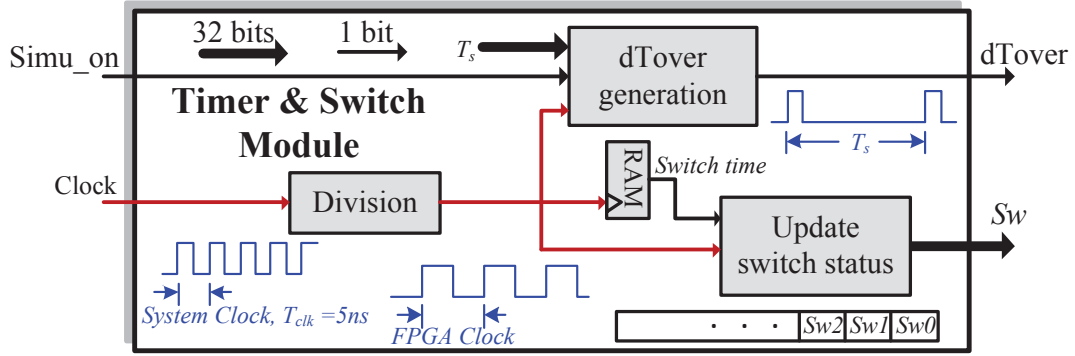 32 bits
1 bit
Simu_on
Ts
dTover
generation
dTover
Timer & Switch
Module
Ts
Clock
Division
RAM
Switch time
Update
switch status
Sw
System Clock, Tclk =5ns
FPGA Clock
. . . Sw2 Sw1 Sw0